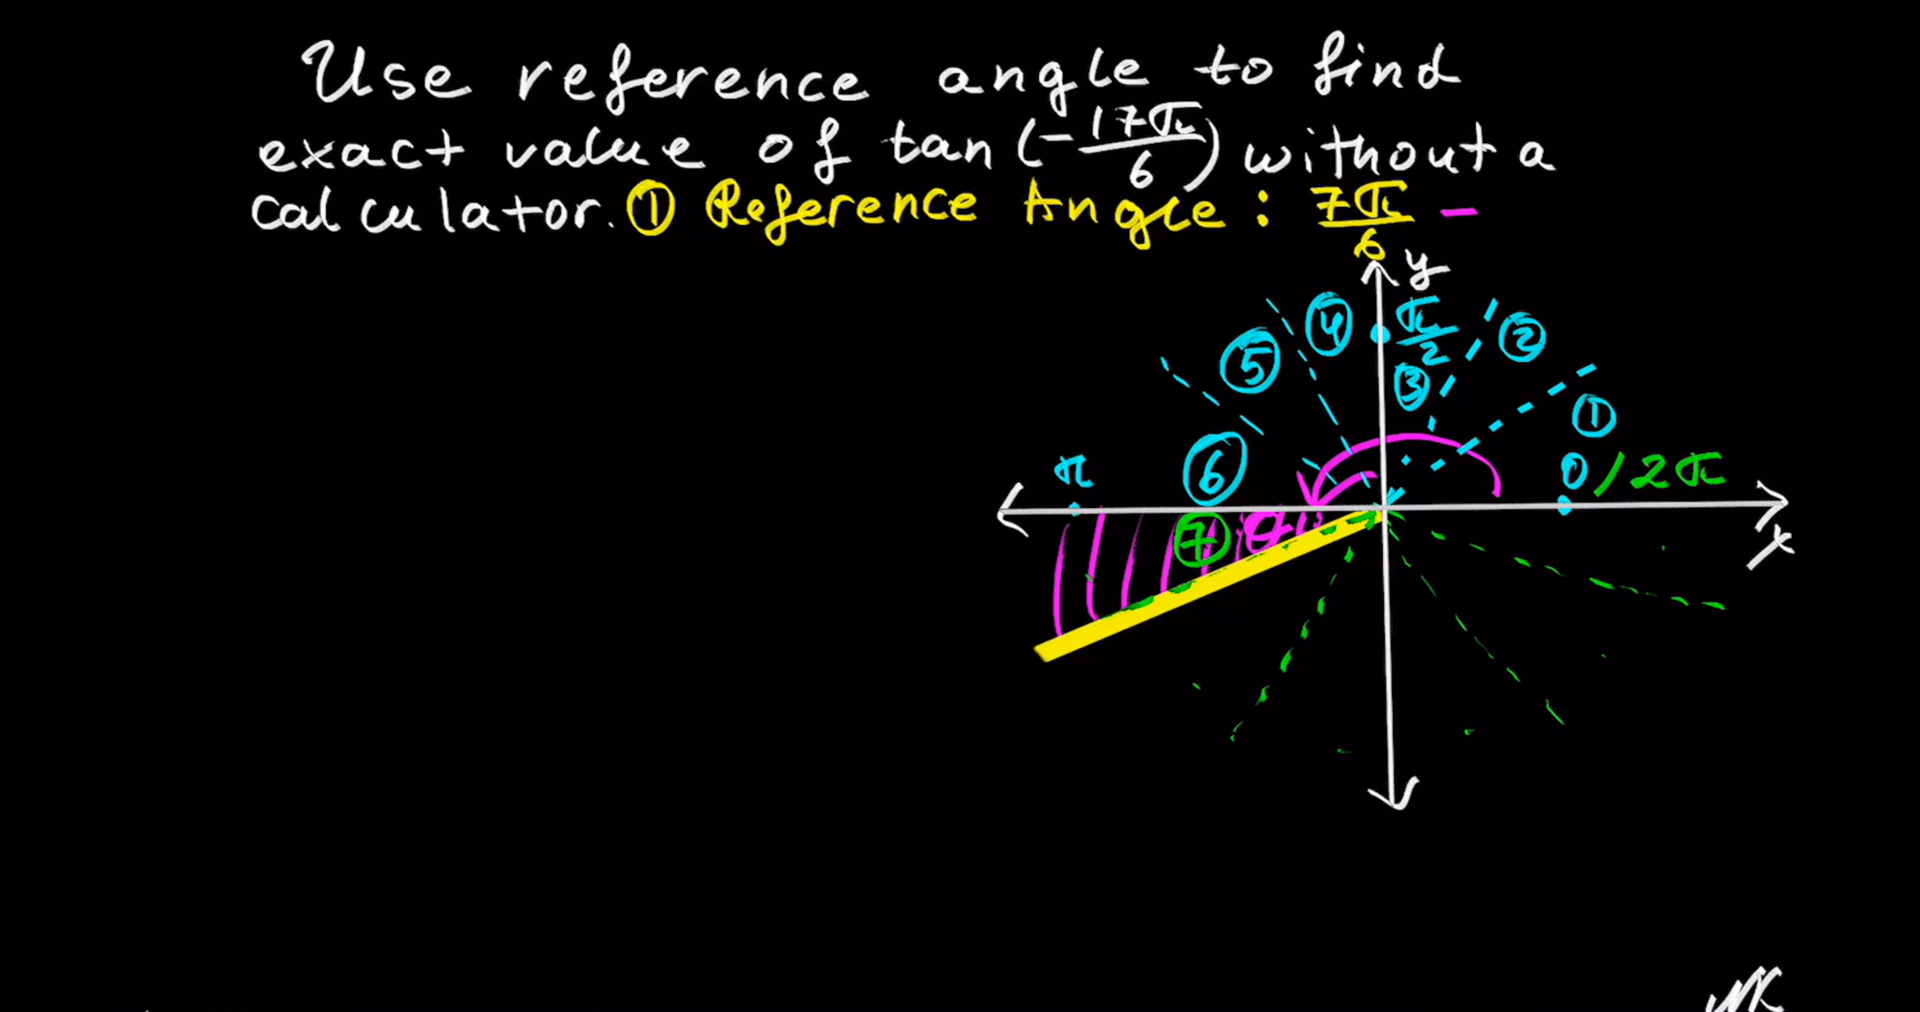 Use reference angle to find
exact value of tan(-17π/6) without a
calculator. ① Reference Angle: 7π/6 -
y
④ π/2 ②
⑤ ③
①
π ⑥ 0/2π
⑦
x